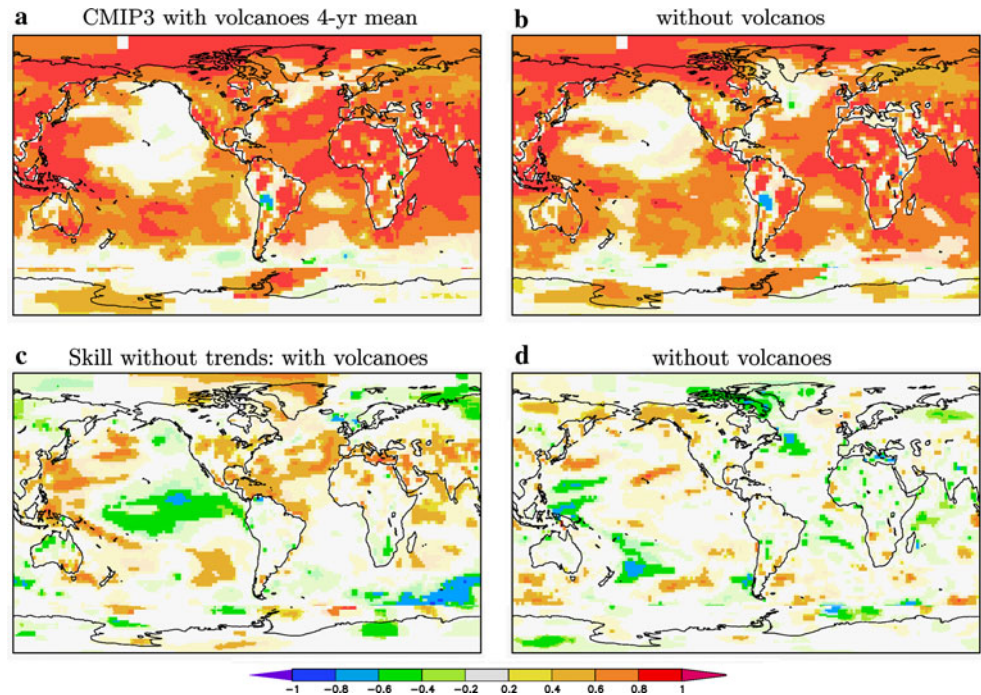 a CMIP3 with volcanoes 4-yr mean
b without volcanos
c Skill without trends: with volcanoes
d without volcanoes
−1 −0.8 −0.6 −0.4 −0.2 0.2 0.4 0.6 0.8 1